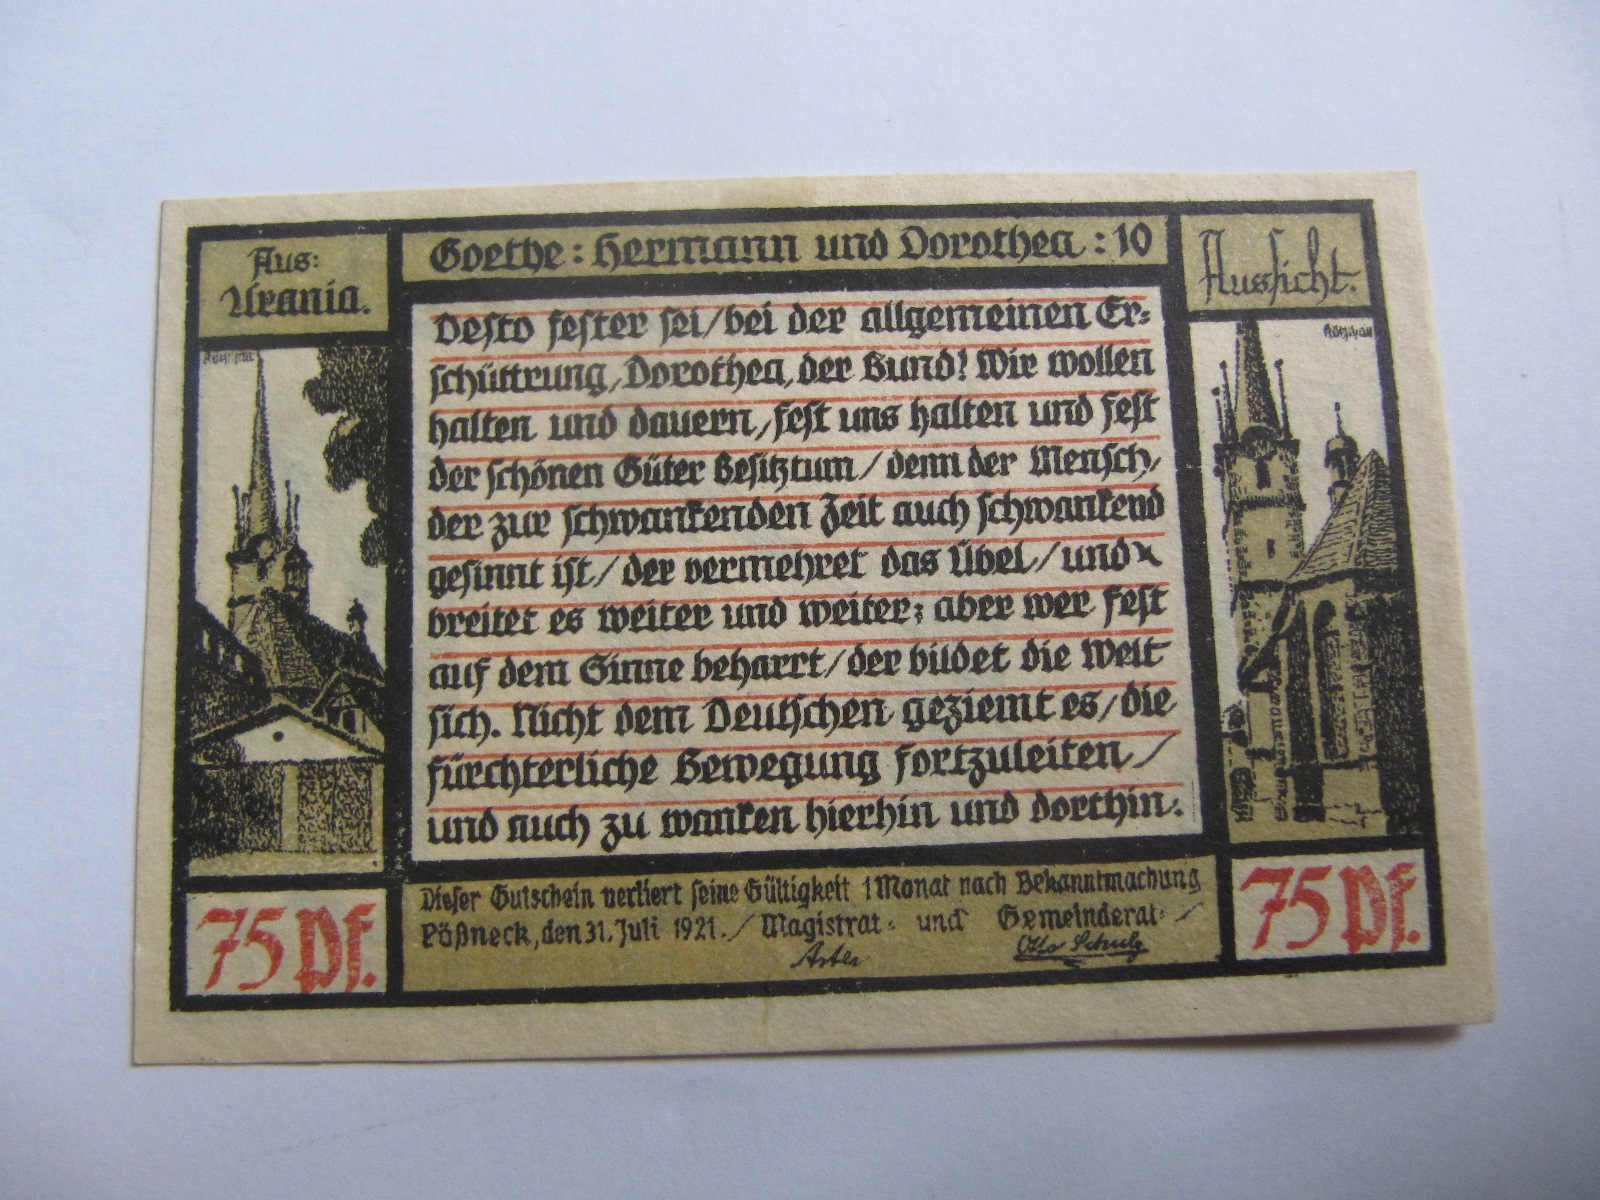 Aus:
Urania.
Goethe: Hermann und Dorothea: 10
Aussicht.
Desto fester sei/bei der allgemeinen Er=
schüttrung, Dorothea, der Bund! Wir wollen
halten und dauern, fest uns halten und fest
der schönen Güter Besitztum/denn der Mensch,
der zur schwankenden Zeit auch schwankend
gesinnt ist/der vermehret das Übel/und
breitet es weiter und weiter; aber wer fest
auf dem Sinne beharrt/der bildet die Welt
sich. Nicht dem Deutschen geziemt es/die
fürchterliche Bewegung fortzuleiten/
und auch zu wanken hierhin und dorthin.
75 Pf.
Dieser Gutschein verliert seine Gültigkeit 1 Monat nach Bekanntmachung
Pößneck, den 31. Juli 1921./Magistrat- und Gemeinderat-/
Otto Schulz
75 Pf.